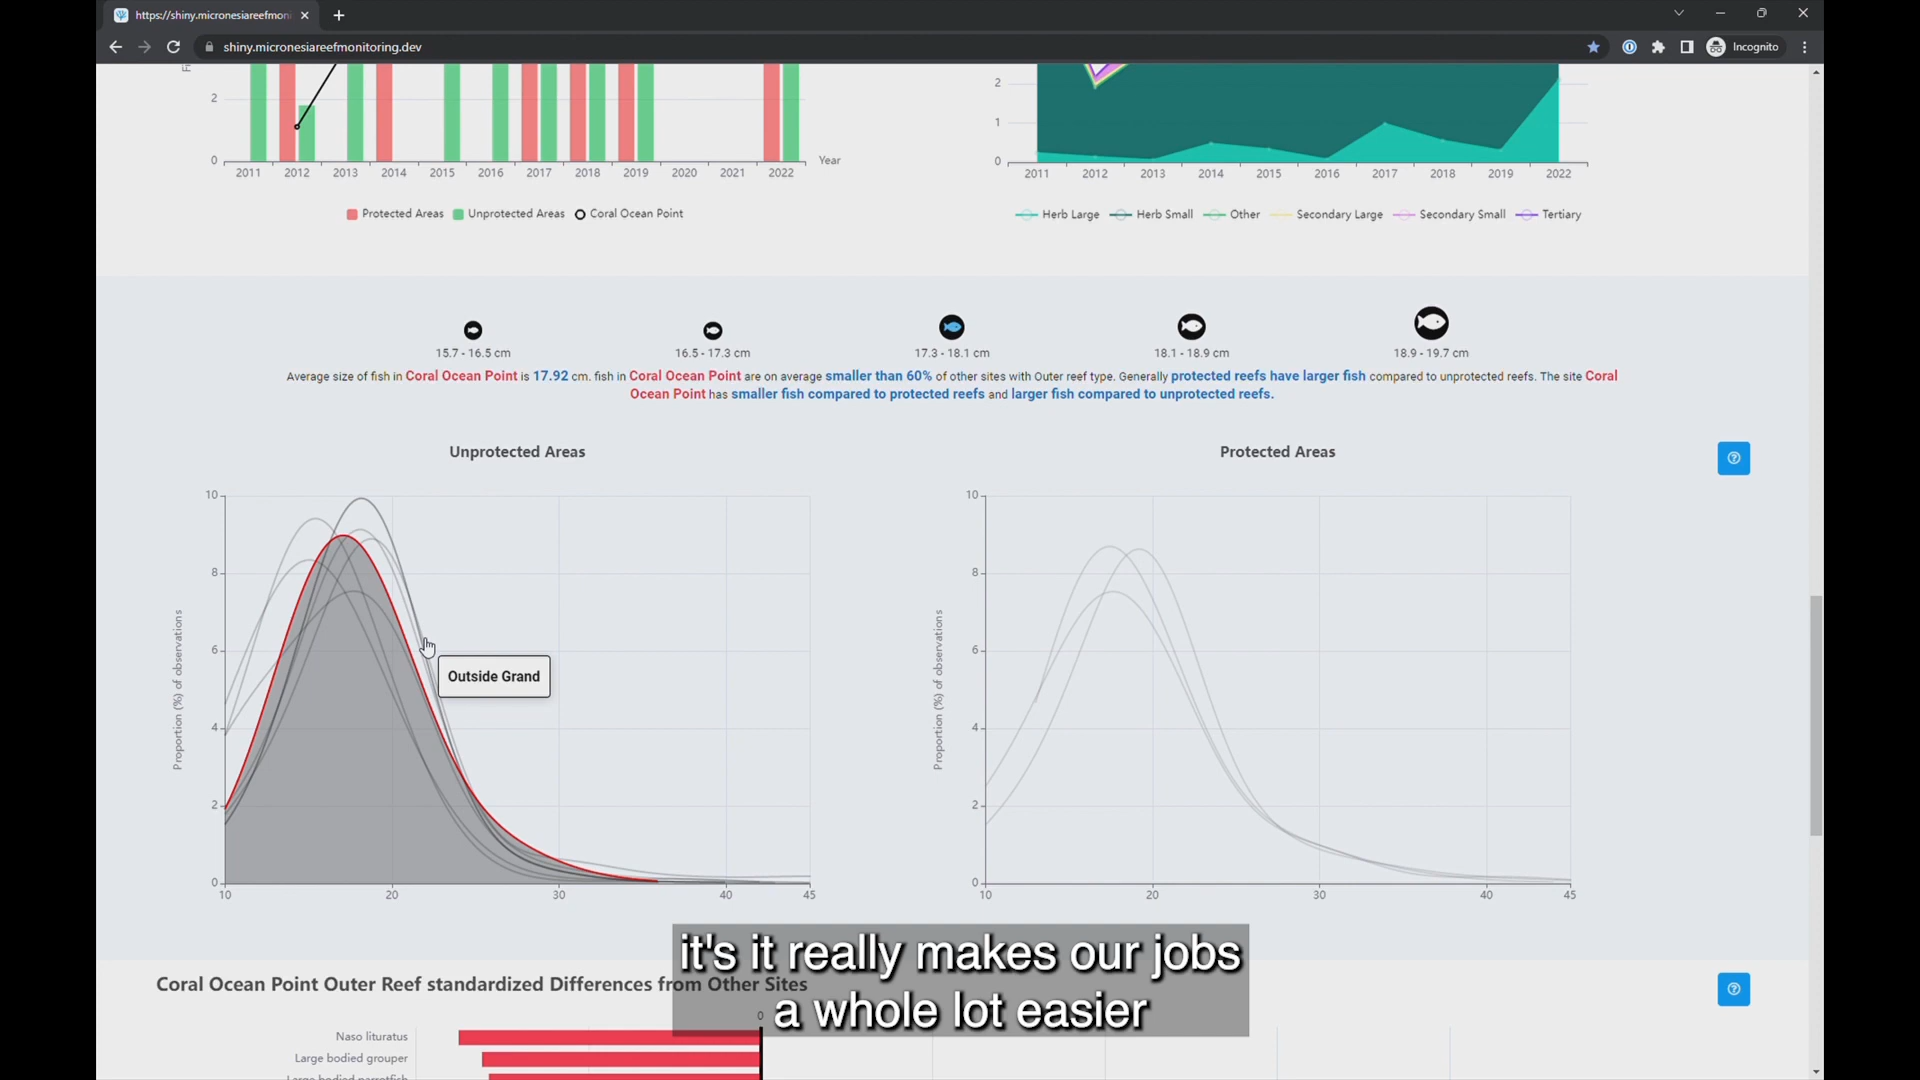 https://shiny.micronesiareefmoni
shiny.micronesiareefmonitoring.dev
Incognito
2
0
2011 2012 2013 2014 2015 2016 2017 2018 2019 2020 2021 2022
Year
Protected Areas Unprotected Areas Coral Ocean Point
2
1
0
2011 2012 2013 2014 2015 2016 2017 2018 2019 2022
Herb Large Herb Small Other Secondary Large Secondary Small Tertiary
15.7 - 16.5 cm 16.5 - 17.3 cm 17.3 - 18.1 cm 18.1 - 18.9 cm 18.9 - 19.7 cm
Average size of fish in Coral Ocean Point is 17.92 cm. fish in Coral Ocean Point are on average smaller than 60% of other sites with Outer reef type. Generally protected reefs have larger fish compared to unprotected reefs. The site Coral
Ocean Point has smaller fish compared to protected reefs and larger fish compared to unprotected reefs.
Unprotected Areas
10
8
6
4
2
0
Proportion (%) of observations
10 20 30 40 45
Outside Grand
Protected Areas
10
8
6
4
2
0
Proportion (%) of observations
10 20 30 40 45
Coral Ocean Point Outer Reef standardized Differences from Other Sites
0
Naso lituratus
Large bodied grouper
Large bodied parrotfish
it's it really makes our jobs
a whole lot easier